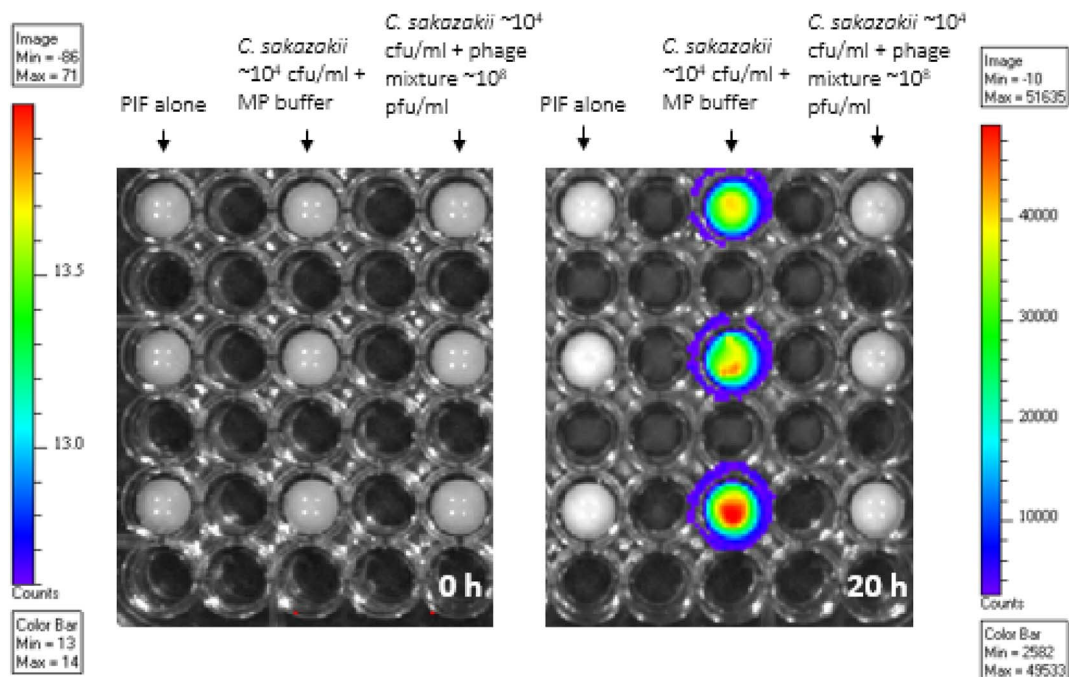 Image
Min = -86
Max = 71
13.5
13.0
Counts
Color Bar
Min = 13
Max = 14
PIF alone
C. sakazakii
~10⁴ cfu/ml +
MP buffer
C. sakazakii ~10⁴
cfu/ml + phage
mixture ~10⁸
pfu/ml
0 h
PIF alone
C. sakazakii
~10⁴ cfu/ml +
MP buffer
C. sakazakii ~10⁴
cfu/ml + phage
mixture ~10⁸
pfu/ml
20 h
Image
Min = -10
Max = 51635
40000
30000
20000
10000
Counts
Color Bar
Min = 2582
Max = 49533